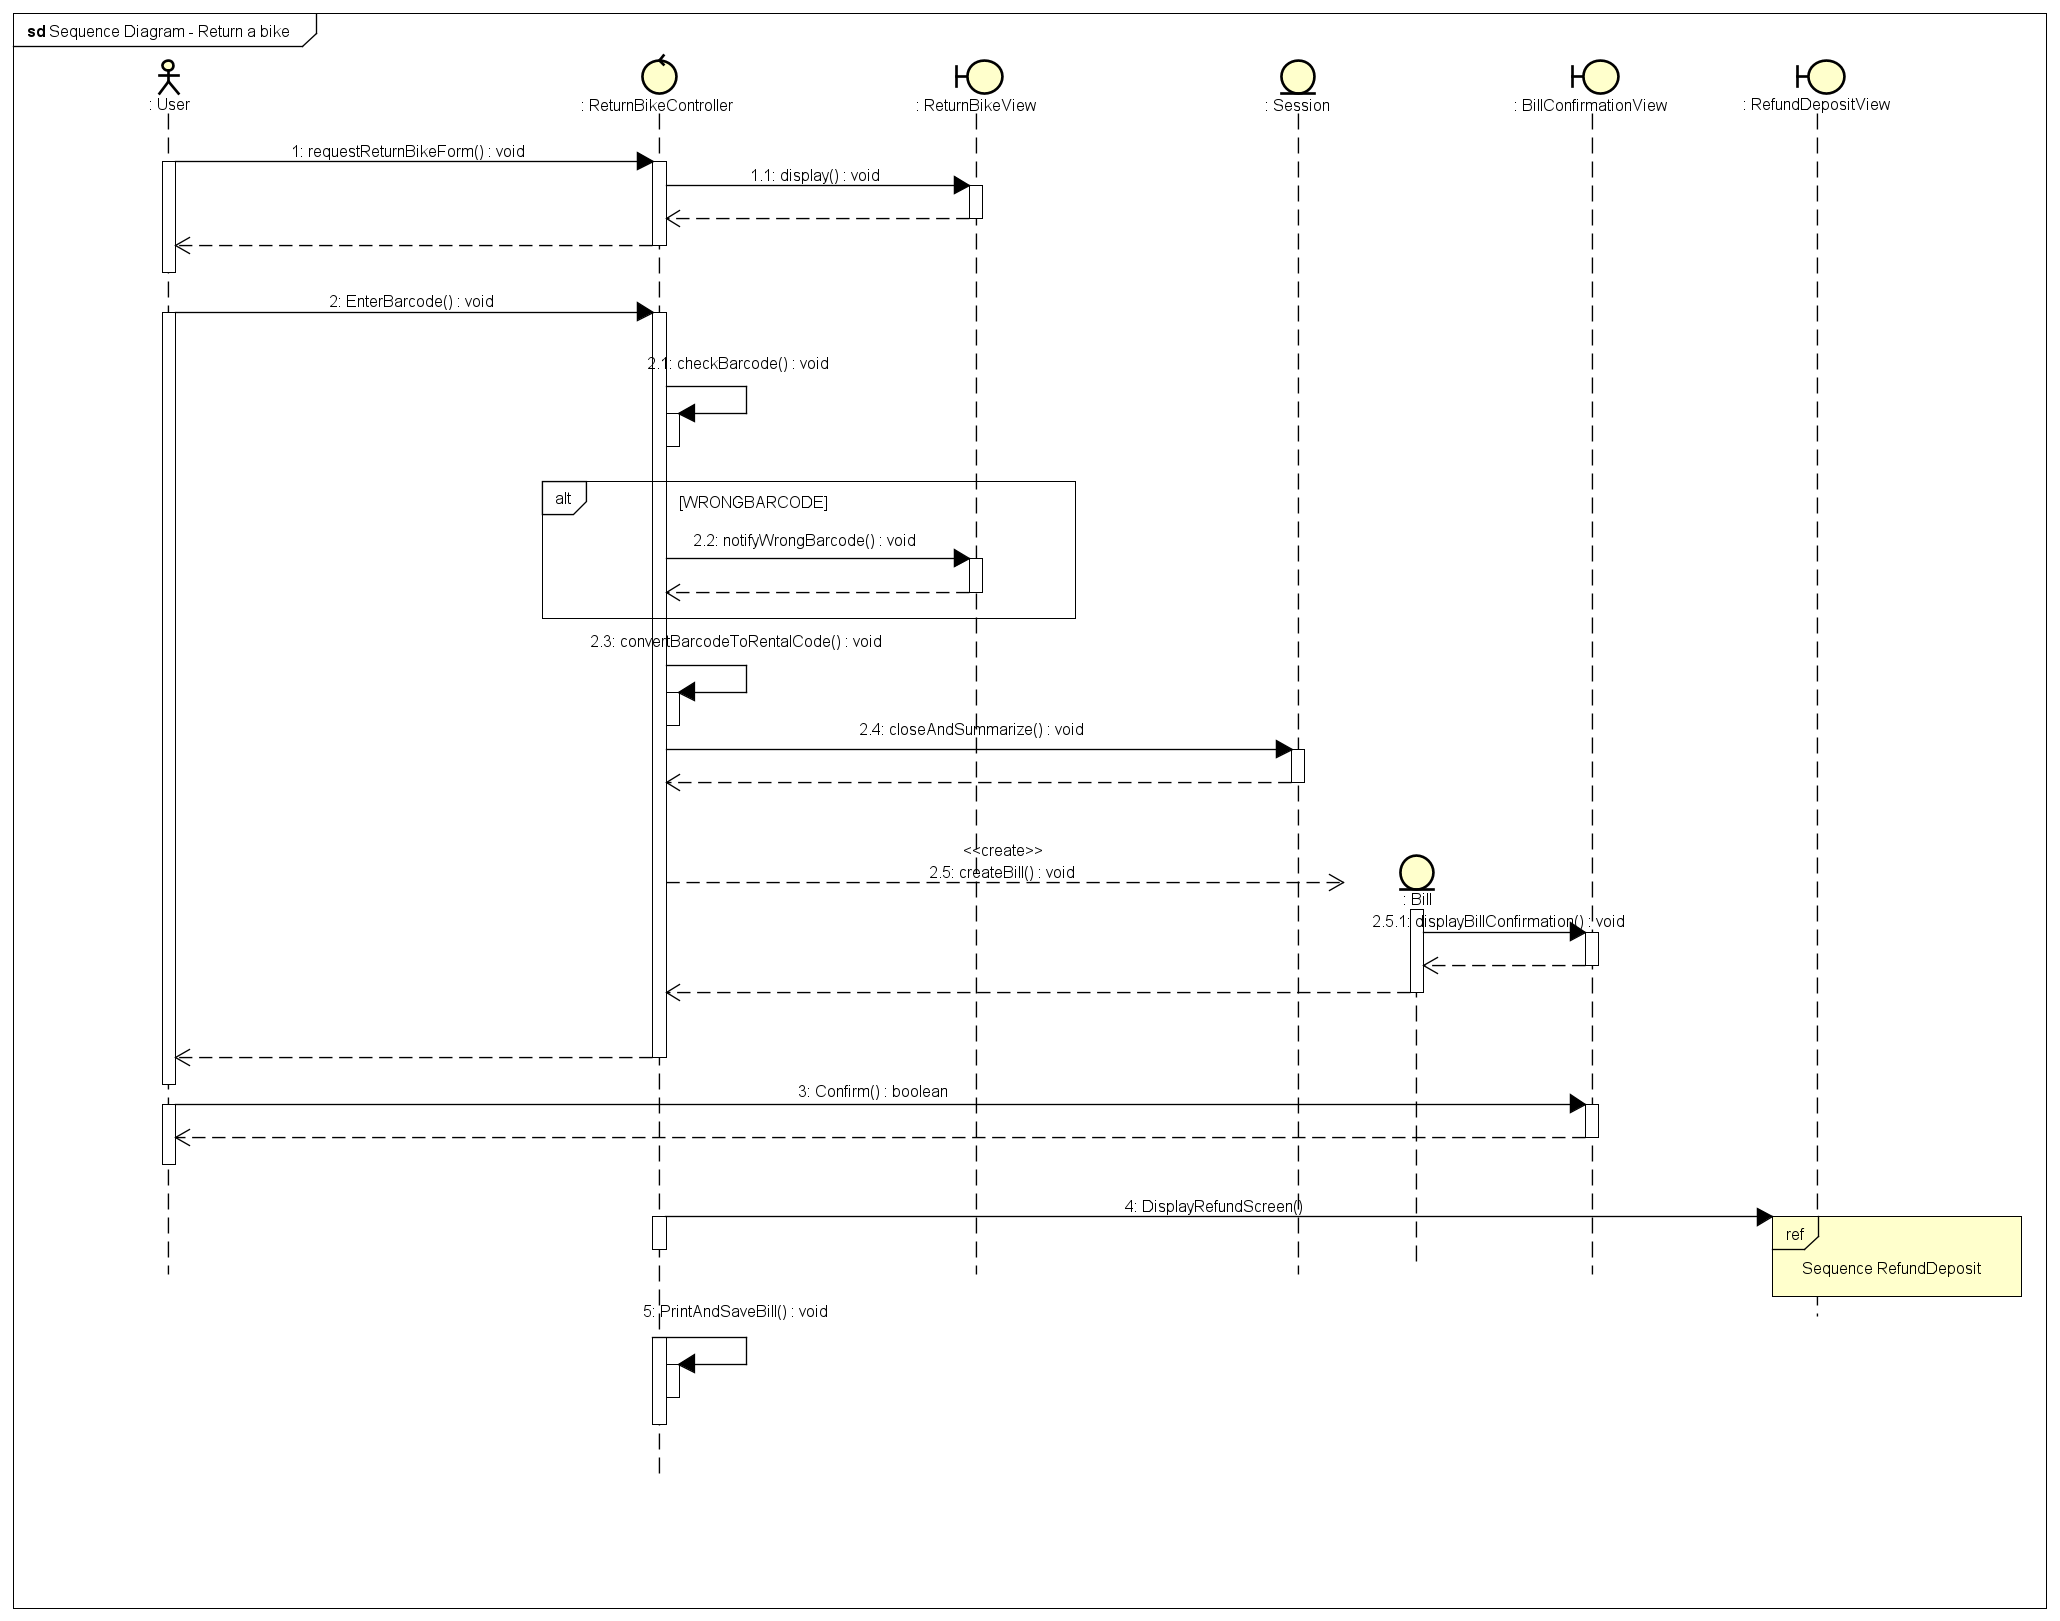 sd Sequence Diagram - Return a bike
: User
: ReturnBikeController
: ReturnBikeView
: Session
: BillConfirmationView
: RefundDepositView
1: requestReturnBikeForm() : void
1.1: display() : void
2: EnterBarcode() : void
2.1: checkBarcode() : void
alt
[WRONGBARCODE]
2.2: notifyWrongBarcode() : void
2.3: convertBarcodeToRentalCode() : void
2.4: closeAndSummarize() : void
<<create>>
2.5: createBill() : void
: Bill
2.5.1: displayBillConfirmation() : void
3: Confirm() : boolean
4: DisplayRefundScreen()
ref
Sequence RefundDeposit
5: PrintAndSaveBill() : void